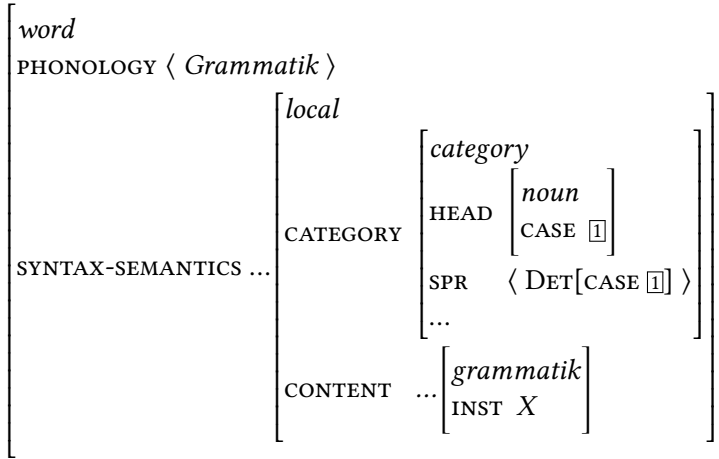 word
PHONOLOGY ⟨ Grammatik ⟩
local
category
HEAD [noun
CASE 1]
SYNTAX-SEMANTICS ... CATEGORY
SPR ⟨ DET[CASE 1] ⟩
...
CONTENT ... [grammatik
INST X]